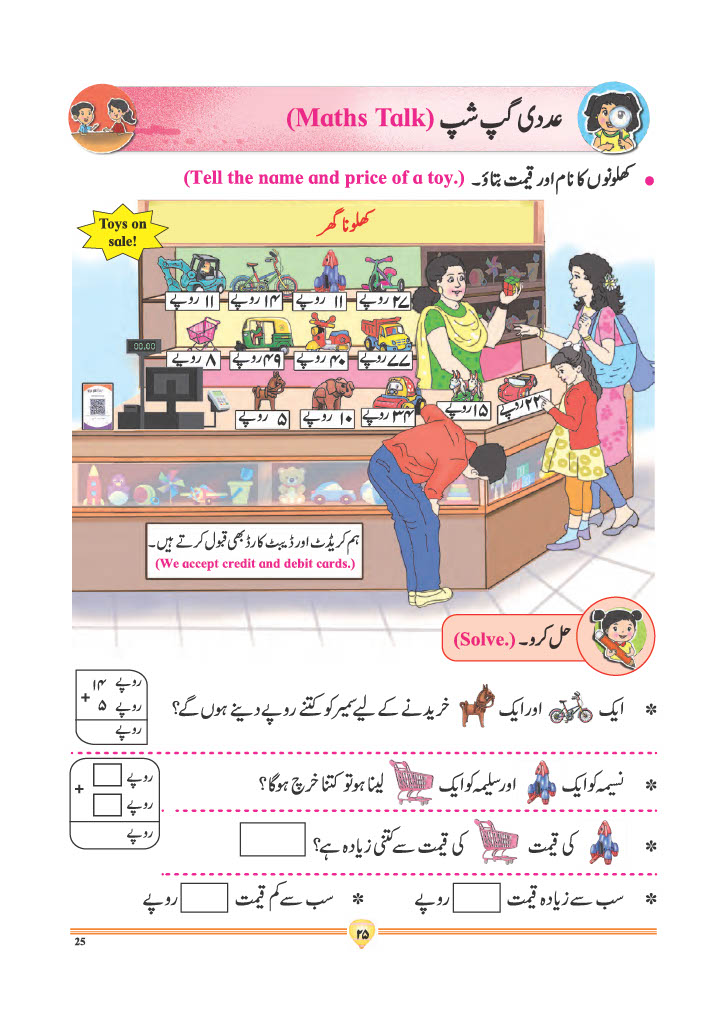 عددی گپ شپ (Maths Talk)
• کھلونوں کا نام اور قیمت بتاؤ۔ (Tell the name and price of a toy.)
Toys on
sale!
کھلونا گھر
۲۷ روپے
۱۱ روپے
۱۴ روپے
۱۱ روپے
۷۷ روپے
۴۰ روپے
۴۹ روپے
۸ روپے
00.00
۲۲ روپے
۱۵ روپے
۳۴ روپے
۱۰ روپے
۵ روپے
ہم کریڈٹ اور ڈیبٹ کارڈ بھی قبول کرتے ہیں۔
(We accept credit and debit cards.)
حل کرو۔ (Solve.)
* ایک اور ایک خریدنے کے لیے سمیر کو کتنے روپے دینے ہوں گے؟
روپے ۱۴
+ روپے ۵
روپے
* نسیمہ کو ایک اور سلیمہ کو ایک لینا ہو تو کتنا خرچ ہوگا؟
روپے
+ روپے
روپے
* کی قیمت کی قیمت سے کتنی زیادہ ہے؟
* سب سے زیادہ قیمت روپے * سب سے کم قیمت روپے
۲۵
25